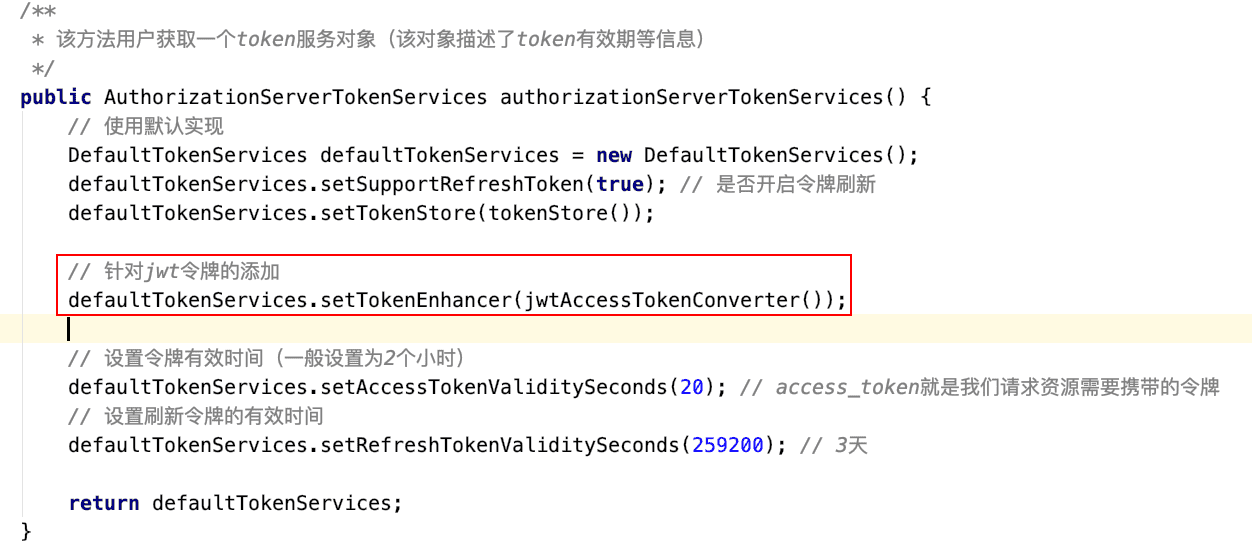 /**
 * 该方法用户获取一个token服务对象（该对象描述了token有效期等信息）
 */
public AuthorizationServerTokenServices authorizationServerTokenServices() {
    // 使用默认实现
    DefaultTokenServices defaultTokenServices = new DefaultTokenServices();
    defaultTokenServices.setSupportRefreshToken(true); // 是否开启令牌刷新
    defaultTokenServices.setTokenStore(tokenStore());
    // 针对jwt令牌的添加
    defaultTokenServices.setTokenEnhancer(jwtAccessTokenConverter());
    // 设置令牌有效时间（一般设置为2个小时）
    defaultTokenServices.setAccessTokenValiditySeconds(20); // access_token就是我们请求资源需要携带的令牌
    // 设置刷新令牌的有效时间
    defaultTokenServices.setRefreshTokenValiditySeconds(259200); // 3天
    return defaultTokenServices;
}